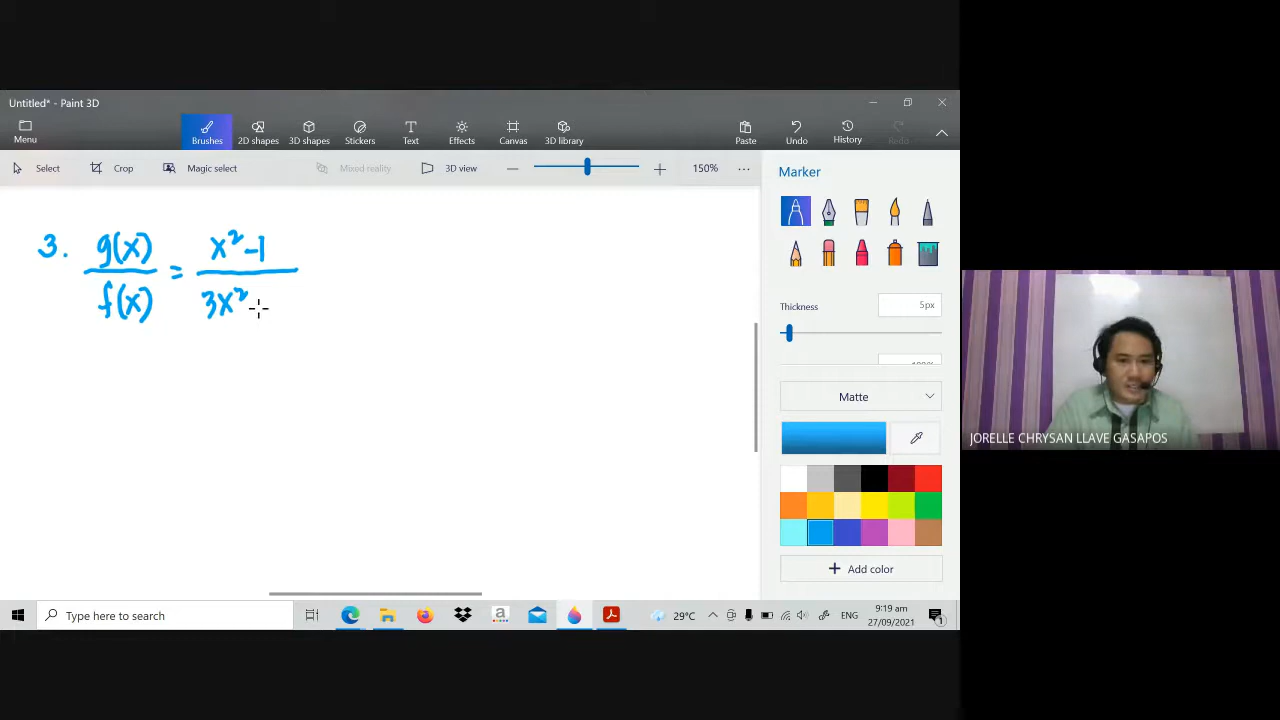 Untitled* - Paint 3D
Menu
Brushes
2D shapes
3D shapes
Stickers
Text
Effects
Canvas
3D library
Paste
Undo
History
Redo
Select
Crop
Magic select
Mixed reality
3D view
150%
Marker
3. g(x) = x²-1
f(x) 3x²
Thickness
5px
Matte
Add color
JORELLE CHRYSAN LLAVE GASAPOS
Type here to search
29°C
ENG
9:19 am
27/09/2021